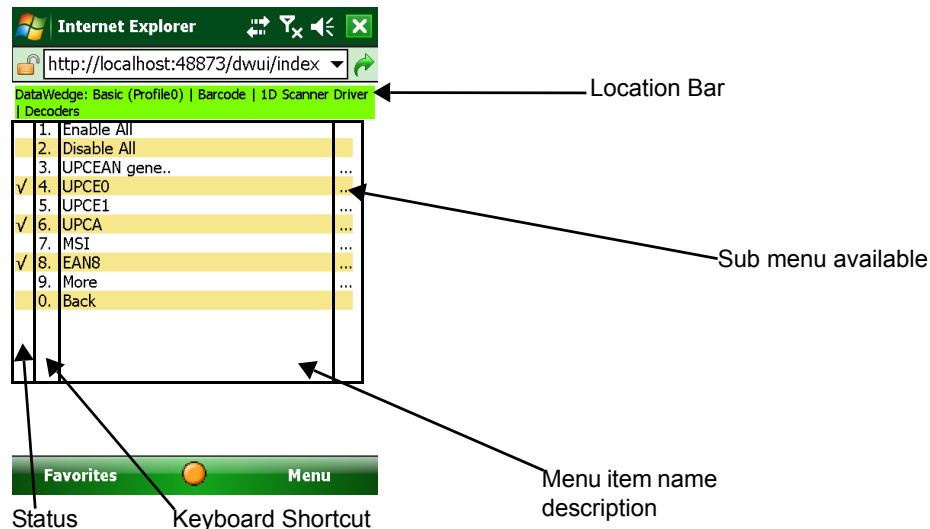 Internet Explorer
http://localhost:48873/dwui/index
DataWedge: Basic (Profile0) | Barcode | 1D Scanner Driver
| Decoders
1. Enable All
2. Disable All
3. UPCEAN gene.. ...
√ 4. UPCE0 ...
5. UPCE1 ...
√ 6. UPCA ...
7. MSI ...
√ 8. EAN8 ...
9. More ...
0. Back
Favorites Menu
Location Bar
Sub menu available
Menu item name
description
Status
Keyboard Shortcut